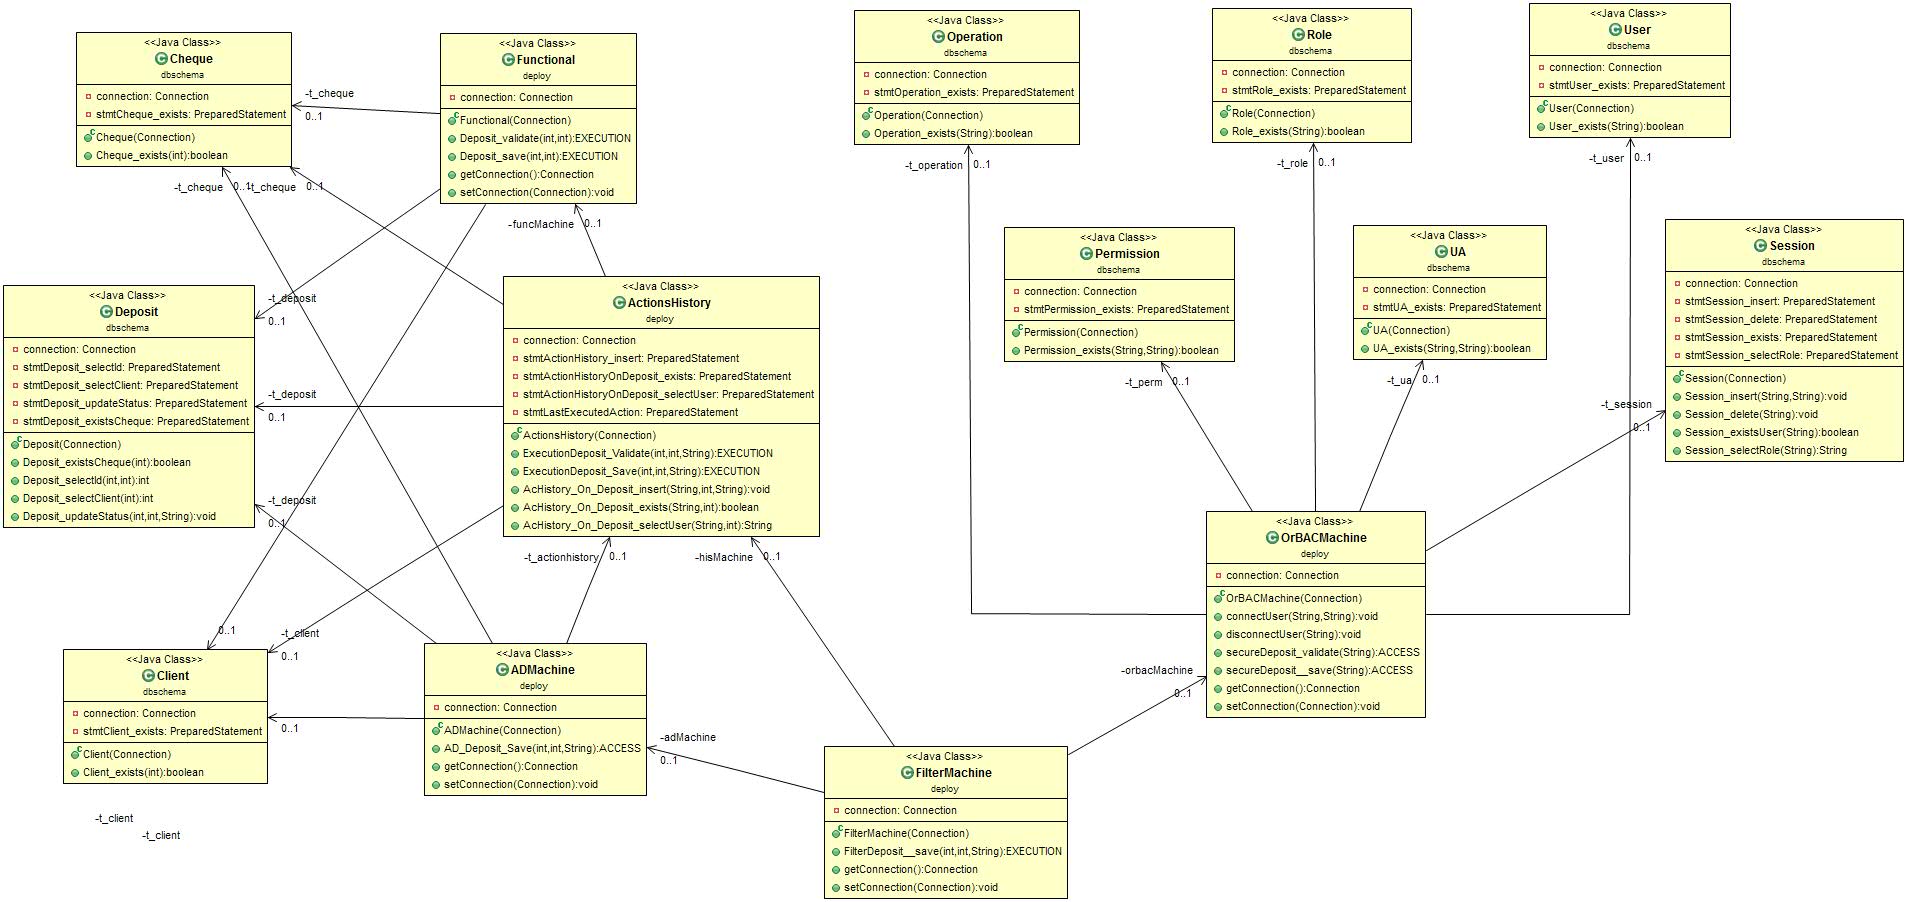 <<Java Class>>
Cheque
dbschema
connection: Connection
stmtCheque_exists: PreparedStatement
Cheque(Connection)
Cheque_exists(int):boolean
<<Java Class>>
Functional
deploy
connection: Connection
Functional(Connection)
Deposit_validate(int,int):EXECUTION
Deposit_save(int,int):EXECUTION
getConnection():Connection
setConnection(Connection):void
<<Java Class>>
Operation
dbschema
connection: Connection
stmtOperation_exists: PreparedStatement
Operation(Connection)
Operation_exists(String):boolean
<<Java Class>>
Role
dbschema
connection: Connection
stmtRole_exists: PreparedStatement
Role(Connection)
Role_exists(String):boolean
<<Java Class>>
User
dbschema
connection: Connection
stmtUser_exists: PreparedStatement
User(Connection)
User_exists(String):boolean
-t_cheque
0..1
-t_cheque
0..1
-t_cheque
0..1
-funcMachine
0..1
-t_operation
0..1
-t_role
0..1
-t_user
0..1
<<Java Class>>
Deposit
dbschema
connection: Connection
stmtDeposit_selectId: PreparedStatement
stmtDeposit_selectClient: PreparedStatement
stmtDeposit_updateStatus: PreparedStatement
stmtDeposit_existsCheque: PreparedStatement
Deposit(Connection)
Deposit_existsCheque(int):boolean
Deposit_selectId(int,int):int
Deposit_selectClient(int):int
Deposit_updateStatus(int,int,String):void
-t_deposit
0..1
-t_deposit
0..1
-t_deposit
0..1
<<Java Class>>
ActionsHistory
deploy
connection: Connection
stmtActionHistory_insert: PreparedStatement
stmtActionHistoryOnDeposit_exists: PreparedStatement
stmtActionHistoryOnDeposit_selectUser: PreparedStatement
stmtLastExecutedAction: PreparedStatement
ActionsHistory(Connection)
ExecutionDeposit_Validate(int,int,String):EXECUTION
ExecutionDeposit_Save(int,int,String):EXECUTION
AcHistory_On_Deposit_insert(String,int,String):void
AcHistory_On_Deposit_exists(String,int):boolean
AcHistory_On_Deposit_selectUser(String,int):String
<<Java Class>>
Permission
dbschema
connection: Connection
stmtPermission_exists: PreparedStatement
Permission(Connection)
Permission_exists(String,String):boolean
<<Java Class>>
UA
dbschema
connection: Connection
stmtUA_exists: PreparedStatement
UA(Connection)
UA_exists(String,String):boolean
<<Java Class>>
Session
dbschema
connection: Connection
stmtSession_insert: PreparedStatement
stmtSession_delete: PreparedStatement
stmtSession_exists: PreparedStatement
stmtSession_selectRole: PreparedStatement
Session(Connection)
Session_insert(String,String):void
Session_delete(String):void
Session_existsUser(String):boolean
Session_selectRole(String):String
-t_perm
0..1
-t_ua
0..1
-t_session
0..1
-t_actionhistory
0..1
-hisMachine
0..1
0..1
-t_client
0..1
<<Java Class>>
Client
dbschema
connection: Connection
stmtClient_exists: PreparedStatement
Client(Connection)
Client_exists(int):boolean
0..1
-t_client
-t_client
<<Java Class>>
ADMachine
deploy
connection: Connection
ADMachine(Connection)
AD_Deposit_Save(int,int,String):ACCESS
getConnection():Connection
setConnection(Connection):void
-adMachine
0..1
<<Java Class>>
FilterMachine
deploy
connection: Connection
FilterMachine(Connection)
FilterDeposit__save(int,int,String):EXECUTION
getConnection():Connection
setConnection(Connection):void
-orbacMachine
0..1
<<Java Class>>
OrBACMachine
deploy
connection: Connection
OrBACMachine(Connection)
connectUser(String,String):void
disconnectUser(String):void
secureDeposit_validate(String):ACCESS
secureDeposit__save(String):ACCESS
getConnection():Connection
setConnection(Connection):void